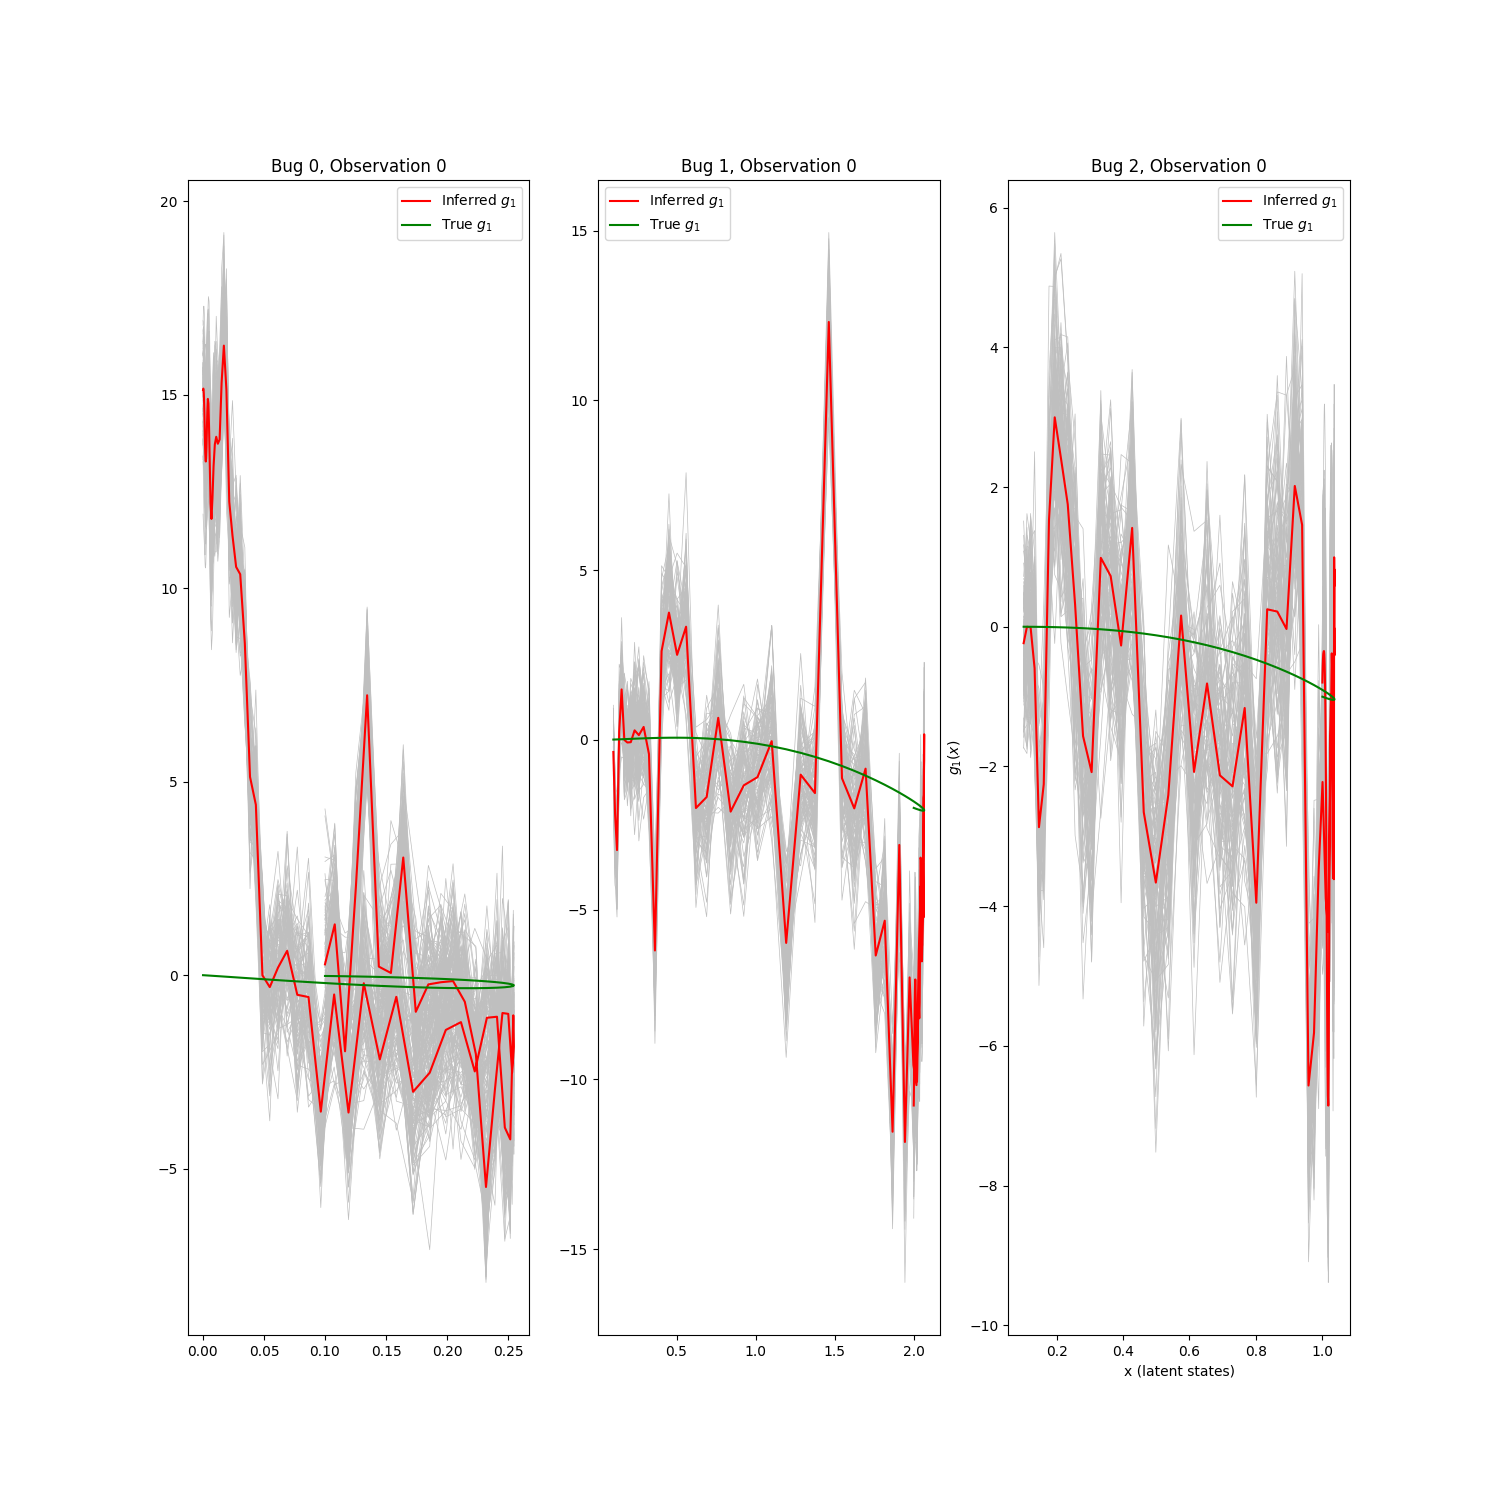 Bug 0, Observation 0
Inferred g₁
True g₁
20
15
10
5
0
−5
0.00 0.05 0.10 0.15 0.20 0.25
Bug 1, Observation 0
Inferred g₁
True g₁
15
10
5
0
−5
−10
−15
0.5 1.0 1.5 2.0
Bug 2, Observation 0
Inferred g₁
True g₁
g₁(x)
6
4
2
0
−2
−4
−6
−8
−10
0.2 0.4 0.6 0.8 1.0
x (latent states)